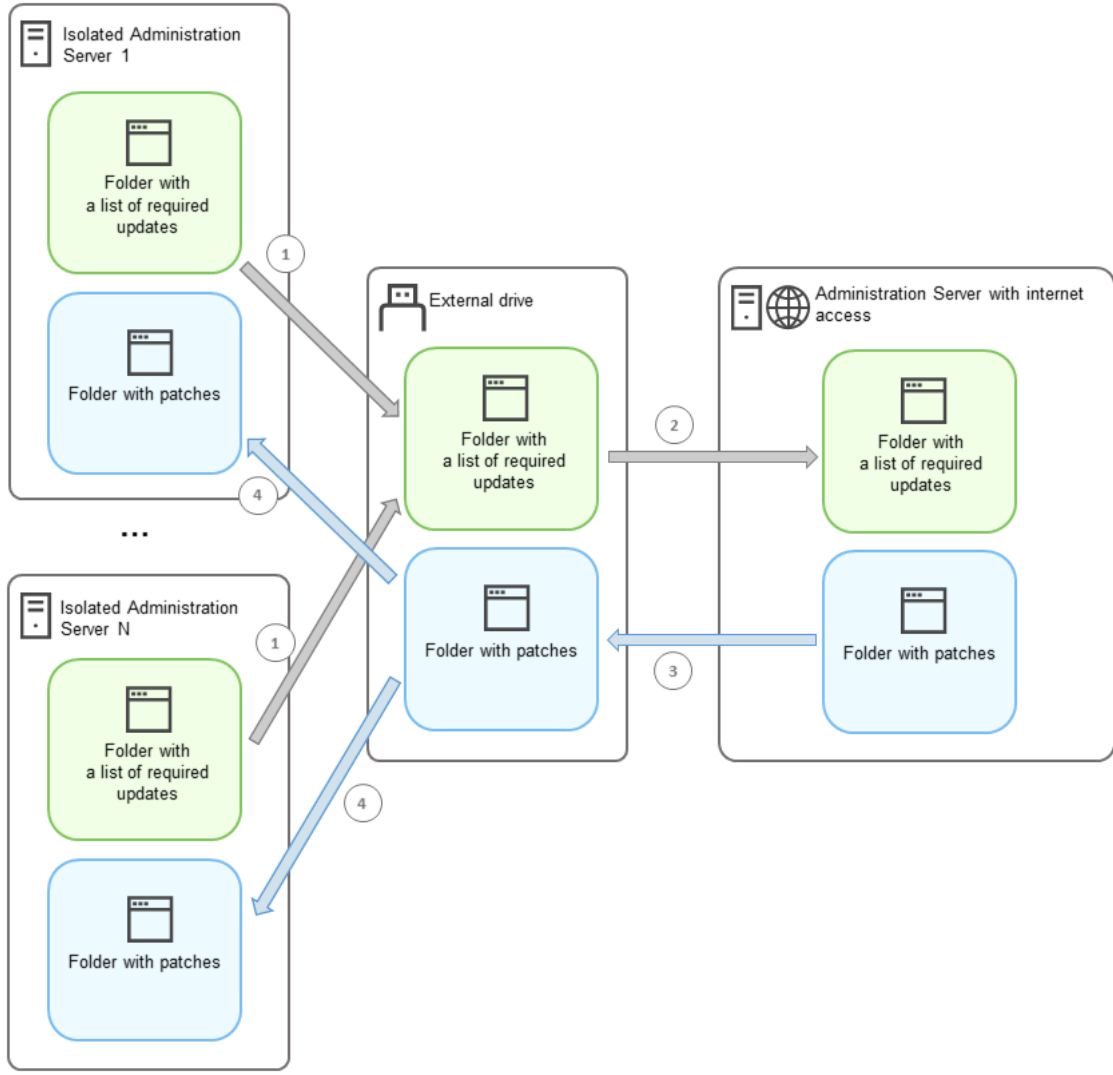 Isolated Administration
Server 1
Folder with
a list of required
updates
1
Folder with patches
4
...
Isolated Administration
Server N
1
Folder with
a list of required
updates
4
Folder with patches
External drive
Folder with
a list of required
updates
2
Folder with patches
3
Administration Server with internet
access
Folder with
a list of required
updates
Folder with patches